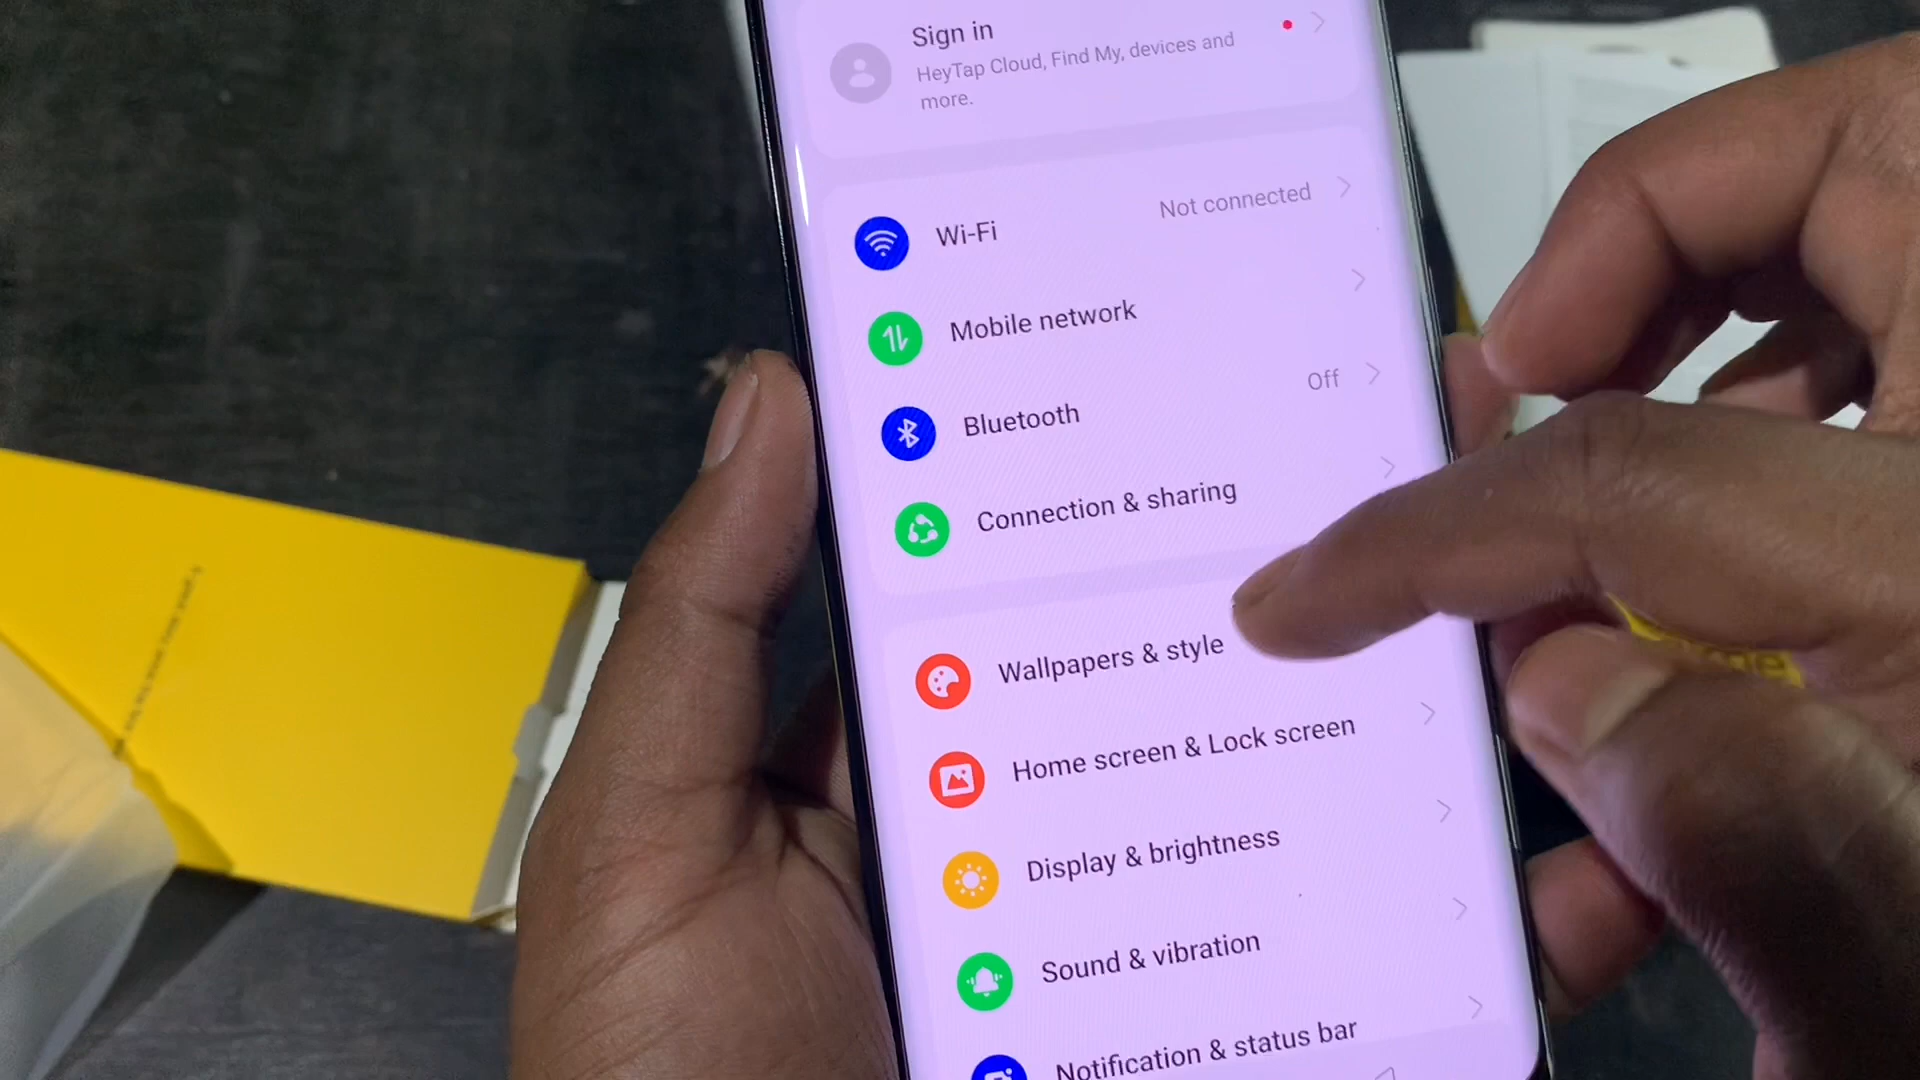 Sign in
HeyTap Cloud, Find My, devices and
more.
Wi-Fi
Not connected
Mobile network
Bluetooth
Off
Connection & sharing
Wallpapers & style
Home screen & Lock screen
Display & brightness
Sound & vibration
Notification & status bar